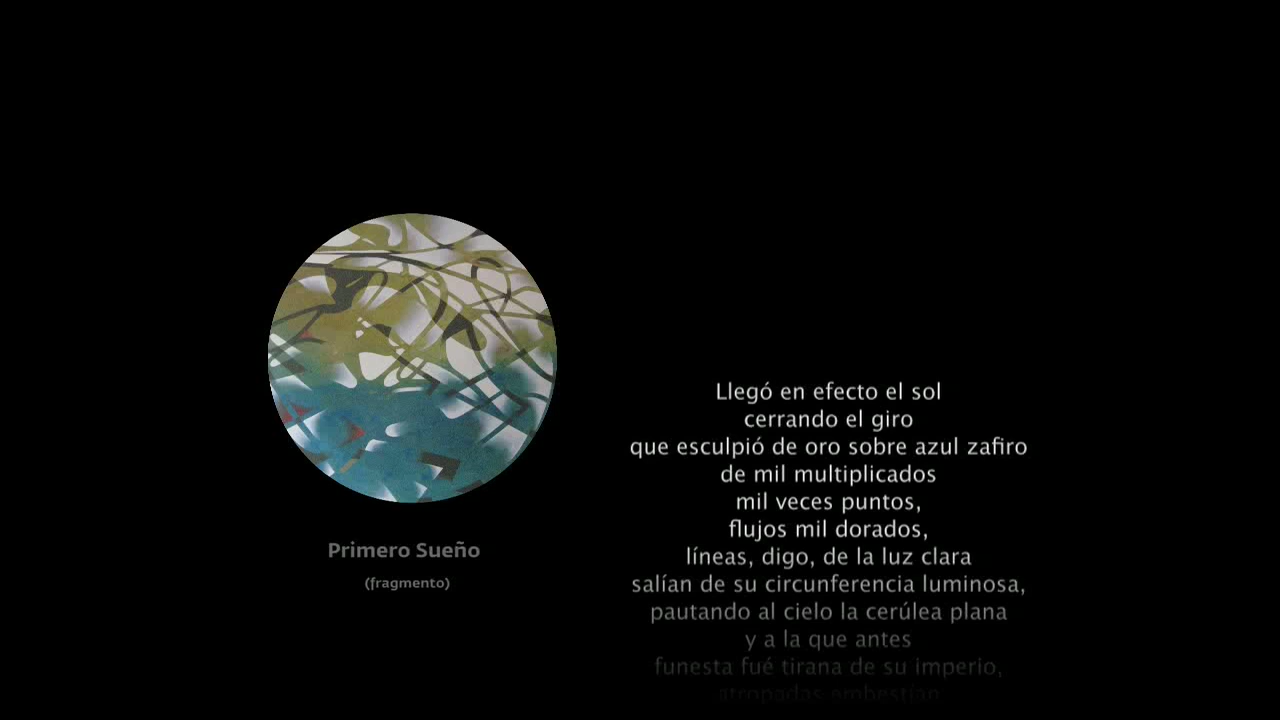 Primero Sueño
(fragmento)
Llegó en efecto el sol
cerrando el giro
que esculpió de oro sobre azul zafiro
de mil multiplicados
mil veces puntos,
flujos mil dorados,
líneas, digo, de la luz clara
salían de su circunferencia luminosa,
pautando al cielo la cerúlea plana
y a la que antes
funesta fué tirana de su imperio,
atropadas embestían